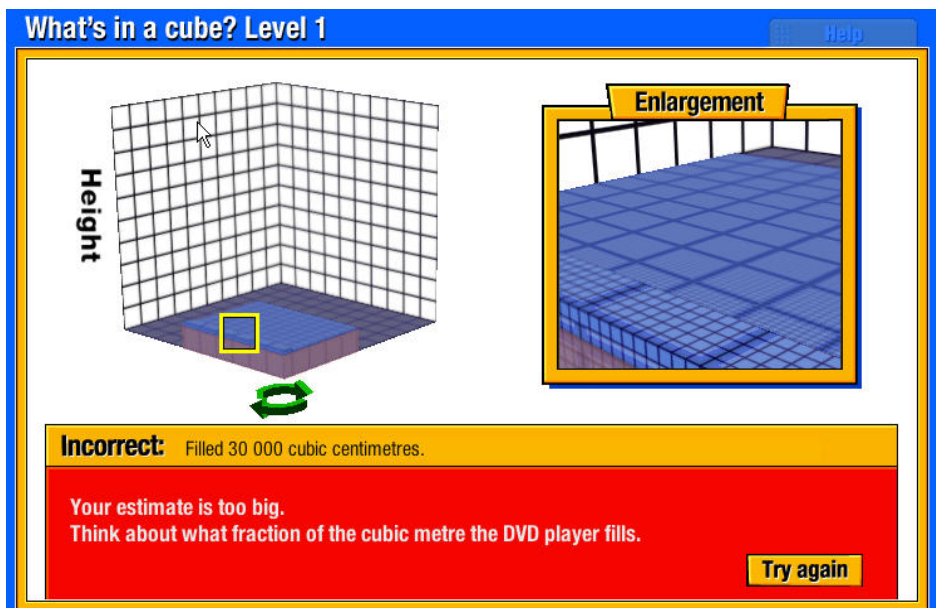 What's in a cube? Level 1
Help
Enlargement
Height
Incorrect: Filled 30 000 cubic centimetres.
Your estimate is too big.
Think about what fraction of the cubic metre the DVD player fills.
Try again